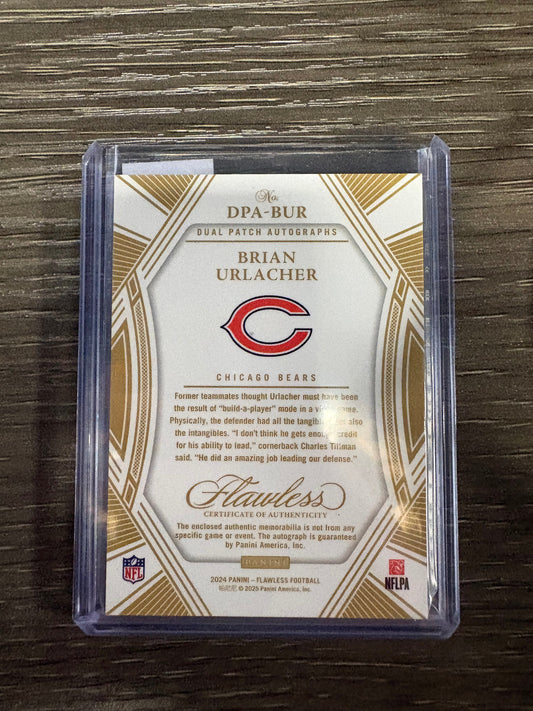 No.
DPA-BUR
DUAL PATCH AUTOGRAPHS
BRIAN
URLACHER
CHICAGO BEARS
Former teammates thought Urlacher must have been
the result of "build-a-player" mode in a game.
Physically, the defender had all the also
the intangibles. "I don't think he gets credit
for his ability to lead," cornerback Charles Tillman
said, "He did an amazing job leading our defense."
Flawless
CERTIFICATE OF AUTHENTICITY
The enclosed authentic memorabilia is not from any
specific game or event. The autograph is guaranteed
by Panini America, Inc.
PANINI
NFL
NFLPA
2024 PANINI – FLAWLESS FOOTBALL
© 2025 Panini America, Inc.